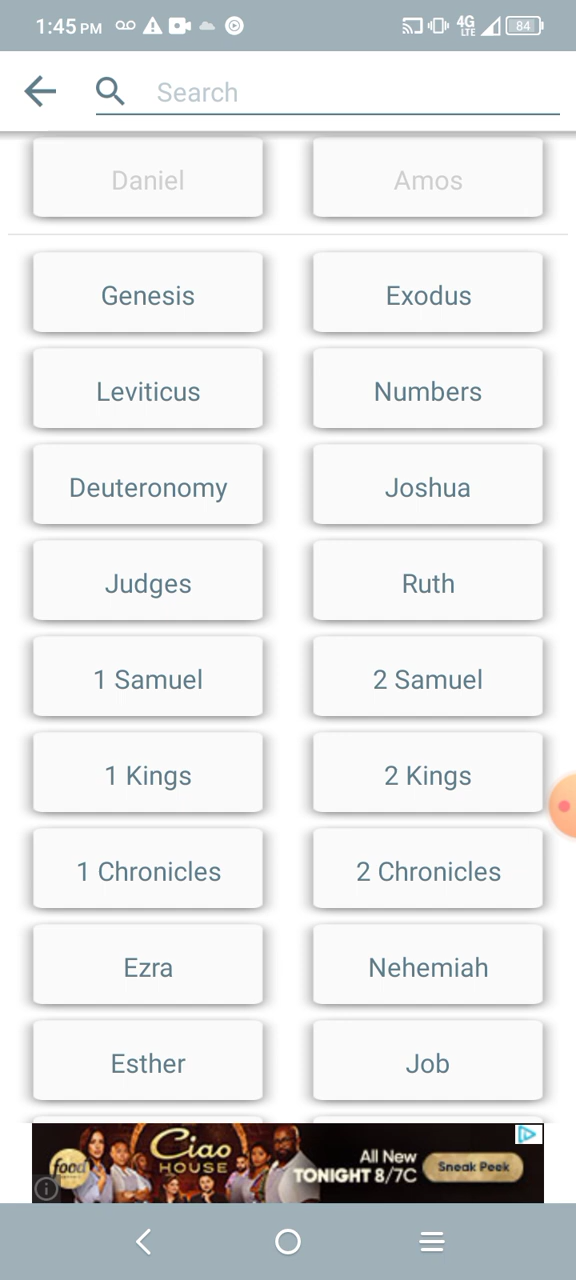 1:45 PM 4G LTE 84
Search
Daniel Amos
Genesis Exodus
Leviticus Numbers
Deuteronomy Joshua
Judges Ruth
1 Samuel 2 Samuel
1 Kings 2 Kings
1 Chronicles 2 Chronicles
Ezra Nehemiah
Esther Job
food
Ciao
HOUSE
All New
TONIGHT 8/7C
Sneak Peek